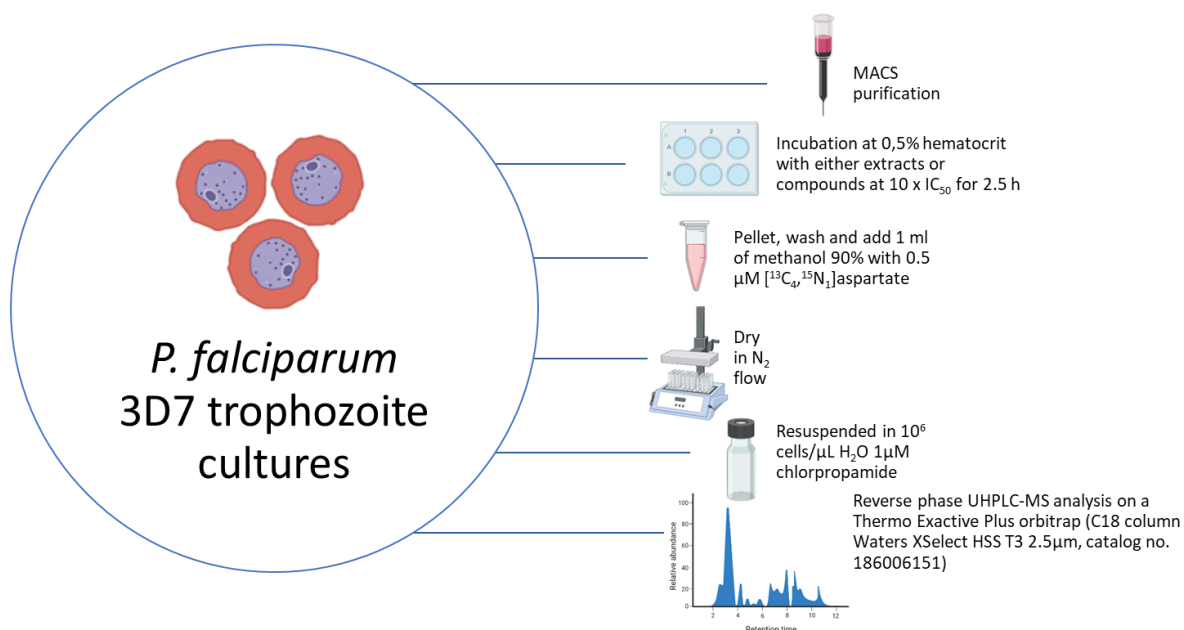 P. falciparum
3D7 trophozoite
cultures
MACS
purification
1 2 3
A
B
Incubation at 0,5% hematocrit
with either extracts or
compounds at 10 x IC₅₀ for 2.5 h
Pellet, wash and add 1 ml
of methanol 90% with 0.5
µM [¹³C₄,¹⁵N₁]aspartate
Dry
in N₂
flow
Resuspended in 10⁶
cells/µL H₂O 1µM
chlorpropamide
Reverse phase UHPLC-MS analysis on a
Thermo Exactive Plus orbitrap (C18 column
Waters XSelect HSS T3 2.5µm, catalog no.
186006151)
Relative abundance
100
80
60
40
20
0
2 4 6 8 10 12
Retention time